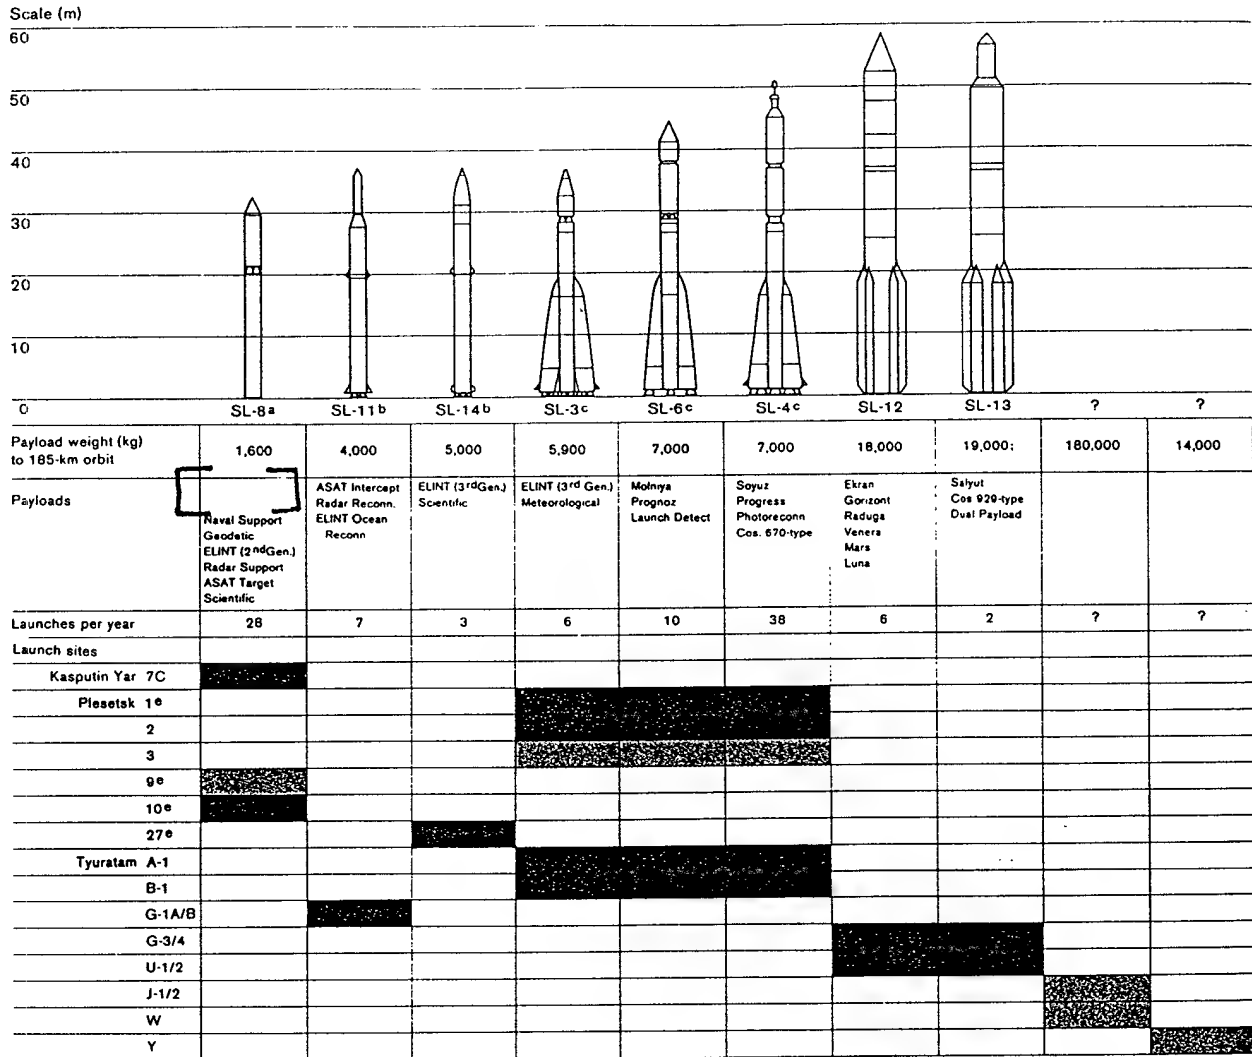 Scale (m)
60
50
40
30
20
10
0
SL-8a SL-11b SL-14b SL-3c SL-6c SL-4c SL-12 SL-13 ? ?
Payload weight (kg)
to 185-km orbit
1,600 4,000 5,000 5,900 7,000 7,000 18,000 19,000; 180,000 14,000
Payloads
Naval Support
Geodetic
ELINT (2nd Gen.)
Radar Support
ASAT Target
Scientific
ASAT Intercept
Radar Reconn.
ELINT Ocean
Reconn
ELINT (3rd Gen.)
Scientific
ELINT (3rd Gen.)
Meteorological
Molniya
Prognoz
Launch Detect
Soyuz
Progress
Photoreconn
Cos. 670-type
Ekran
Gorizont
Raduga
Venera
Mars
Luna
Salyut
Cos 929-type
Dual Payload
Launches per year 28 7 3 6 10 38 6 2 ? ?
Launch sites
Kasputin Yar 7C
Plesetsk 1e
2
3
9e
10e
27e
Tyuratam A-1
B-1
G-1A/B
G-3/4
U-1/2
J-1/2
W
Y